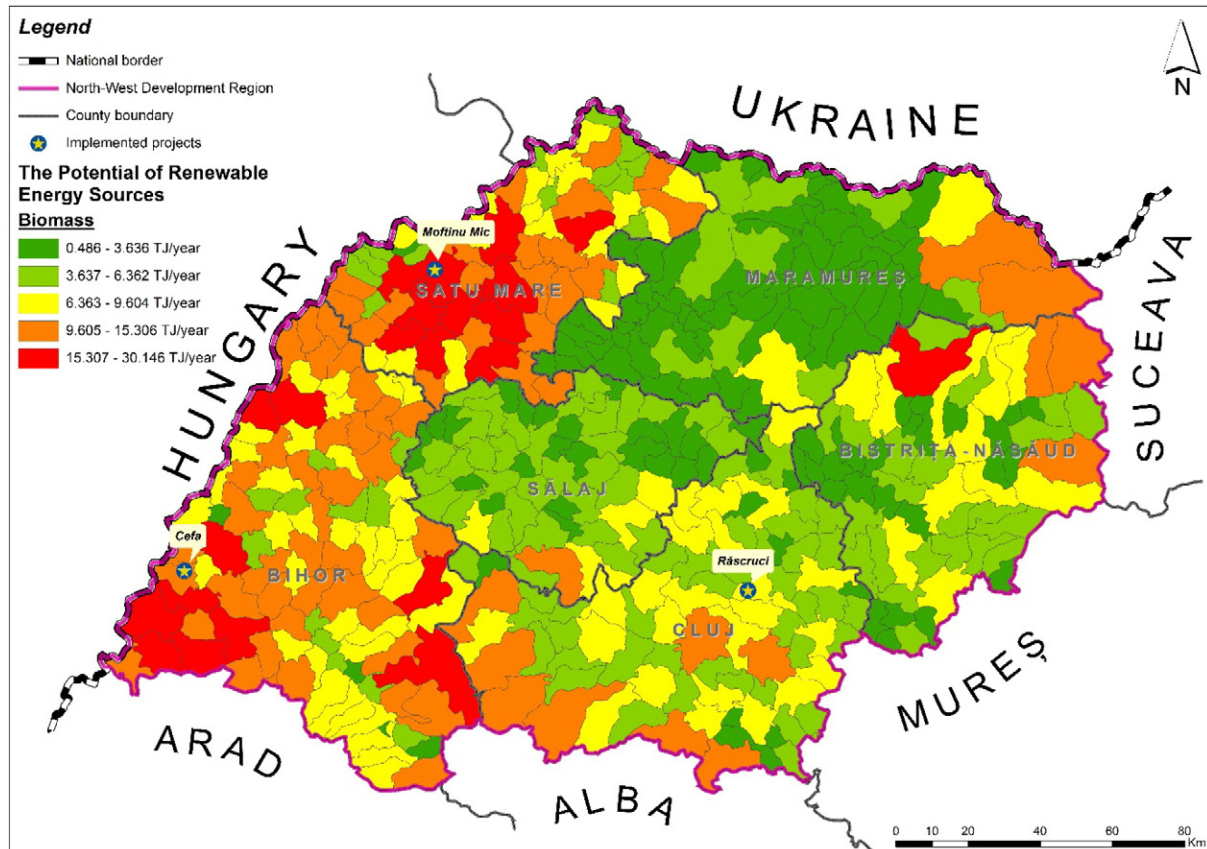 Legend
National border
North-West Development Region
County boundary
Implemented projects
The Potential of Renewable
Energy Sources
Biomass
0.486 - 3.636 TJ/year
3.637 - 6.362 TJ/year
6.363 - 9.604 TJ/year
9.605 - 15.306 TJ/year
15.307 - 30.146 TJ/year
N
UKRAINE
HUNGARY
SUCEAVA
MUREȘ
ALBA
ARAD
Moftinu Mic
SATU MARE
MARAMUREȘ
BISTRIȚA-NĂSĂUD
SĂLAJ
Cefa
BIHOR
Răscruci
CLUJ
0 10 20 40 60 80
Km